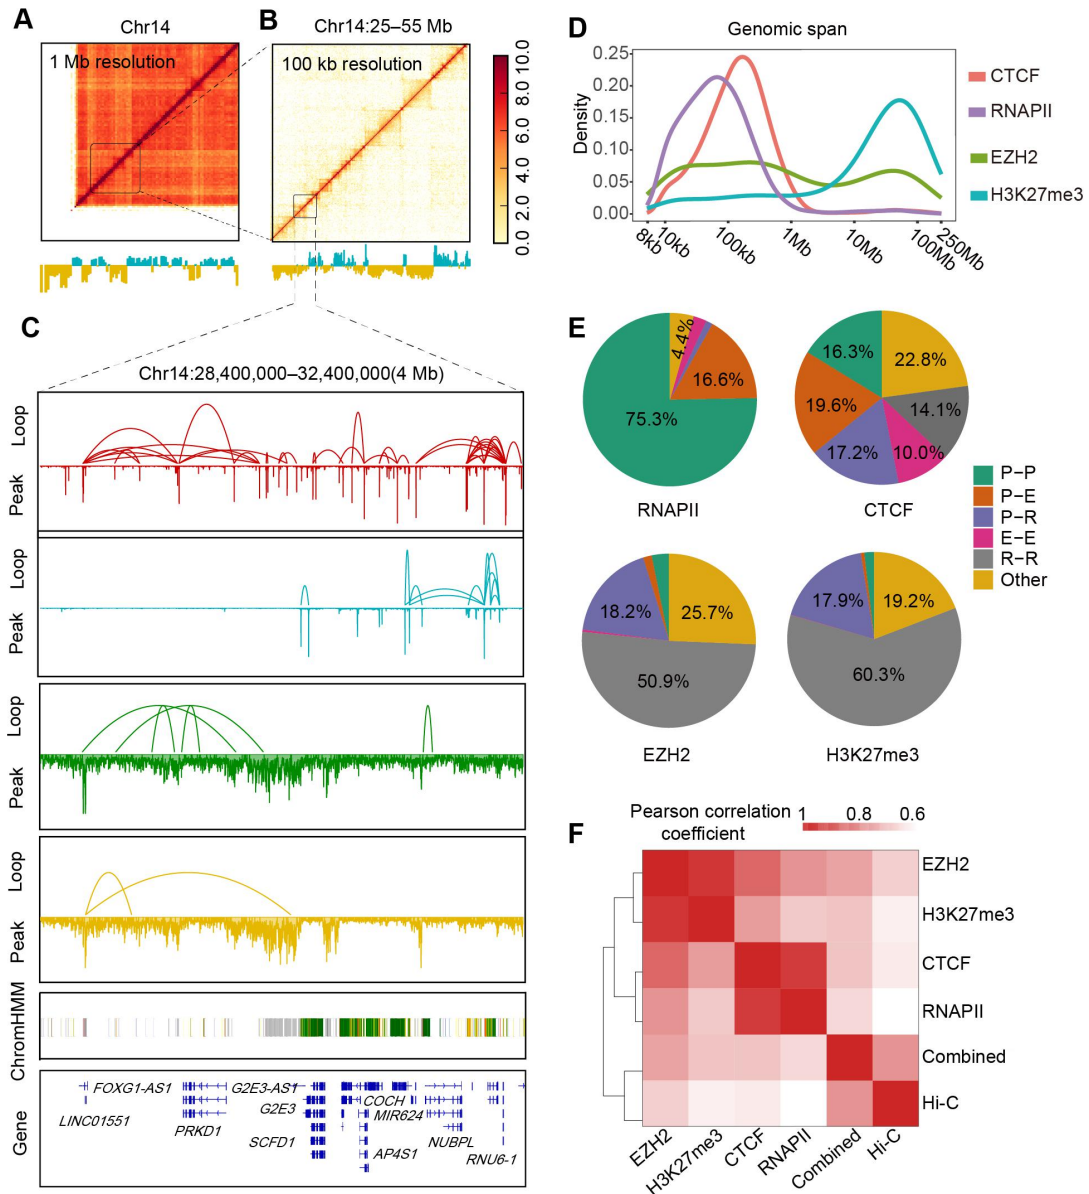 A
Chr14
1 Mb resolution
B
Chr14:25–55 Mb
100 kb resolution
10.0
8.0
6.0
4.0
2.0
0.0
C
Chr14:28,400,000–32,400,000(4 Mb)
Loop
Peak
Loop
Peak
Loop
Peak
Loop
Peak
ChromHMM
Gene
FOXG1-AS1
G2E3-AS1
LINC01551
G2E3
COCH
MIR624
PRKD1
SCFD1
AP4S1
NUBPL
RNU6-1
D
Genomic span
Density
0.25
0.20
0.15
0.10
0.05
0.00
8kb
10kb
100kb
1Mb
10Mb
100Mb
250Mb
CTCF
RNAPII
EZH2
H3K27me3
E
4.4%
16.6%
75.3%
RNAPII
16.3%
22.8%
19.6%
14.1%
17.2%
10.0%
CTCF
18.2%
25.7%
50.9%
EZH2
17.9%
19.2%
60.3%
H3K27me3
P−P
P−E
P−R
E−E
R−R
Other
F
Pearson correlation
coefficient
1
0.8
0.6
EZH2
H3K27me3
CTCF
RNAPII
Combined
Hi-C
EZH2
H3K27me3
CTCF
RNAPII
Combined
Hi-C